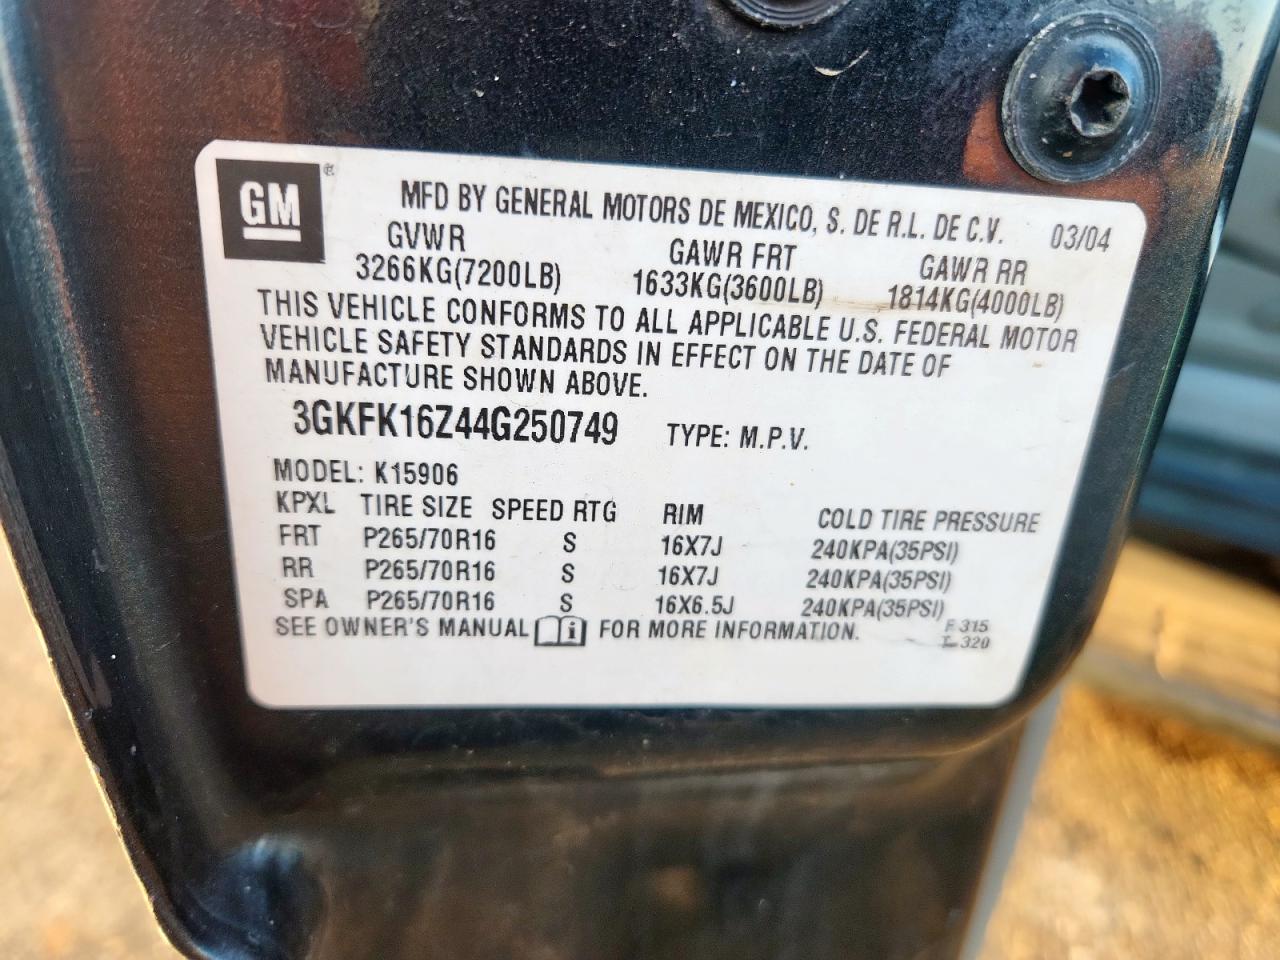 GM®
MFD BY GENERAL MOTORS DE MEXICO, S. DE R.L. DE C.V. 03/04
GVWR GAWR FRT GAWR RR
3266KG(7200LB) 1633KG(3600LB) 1814KG(4000LB)
THIS VEHICLE CONFORMS TO ALL APPLICABLE U.S. FEDERAL MOTOR
VEHICLE SAFETY STANDARDS IN EFFECT ON THE DATE OF
MANUFACTURE SHOWN ABOVE.
3GKFK16Z44G250749 TYPE: M.P.V.
MODEL: K15906
KPXL TIRE SIZE SPEED RTG RIM COLD TIRE PRESSURE
FRT P265/70R16 S 16X7J 240KPA(35PSI)
RR P265/70R16 S 16X7J 240KPA(35PSI)
SPA P265/70R16 S 16X6.5J 240KPA(35PSI)
SEE OWNER'S MANUAL FOR MORE INFORMATION.
315
320